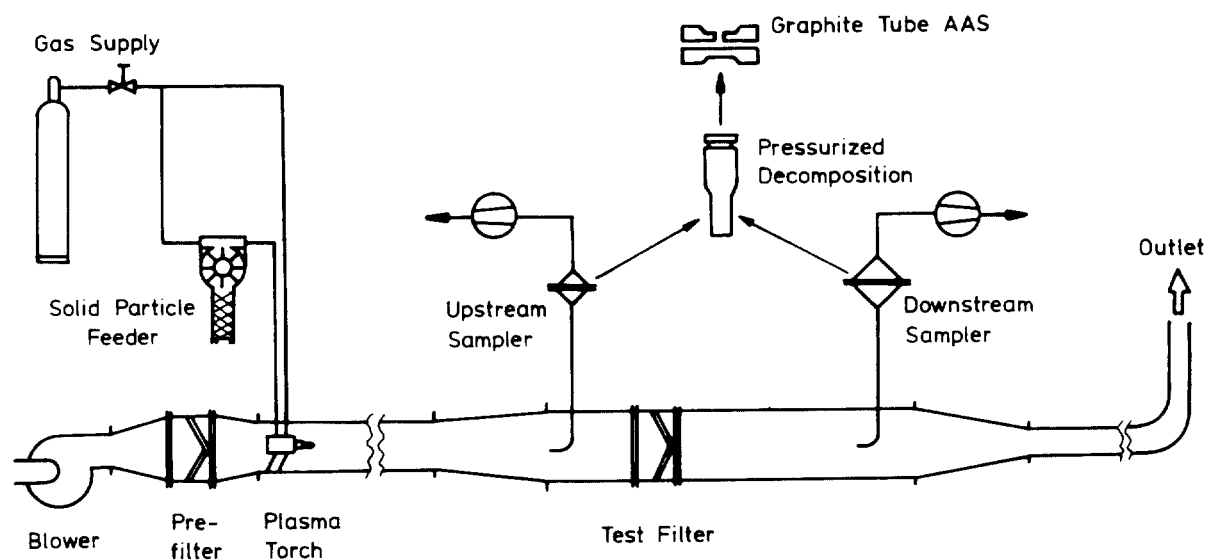 Graphite Tube AAS
Gas Supply
Pressurized
Decomposition
Outlet
Solid Particle
Feeder
Upstream
Sampler
Downstream
Sampler
Blower
Pre-
filter
Plasma
Torch
Test Filter